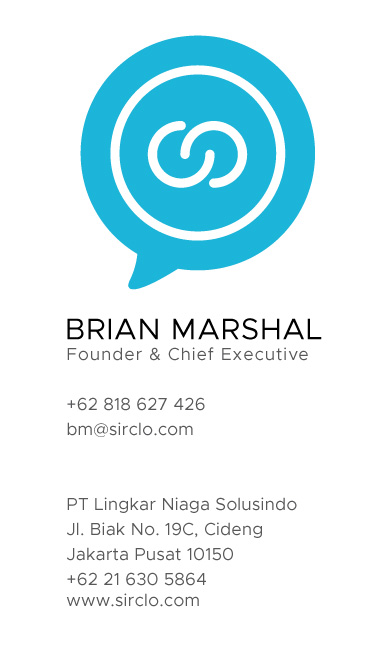 BRIAN MARSHAL
Founder & Chief Executive
+62 818 627 426
bm@sirclo.com
PT Lingkar Niaga Solusindo
Jl. Biak No. 19C, Cideng
Jakarta Pusat 10150
+62 21 630 5864
www.sirclo.com